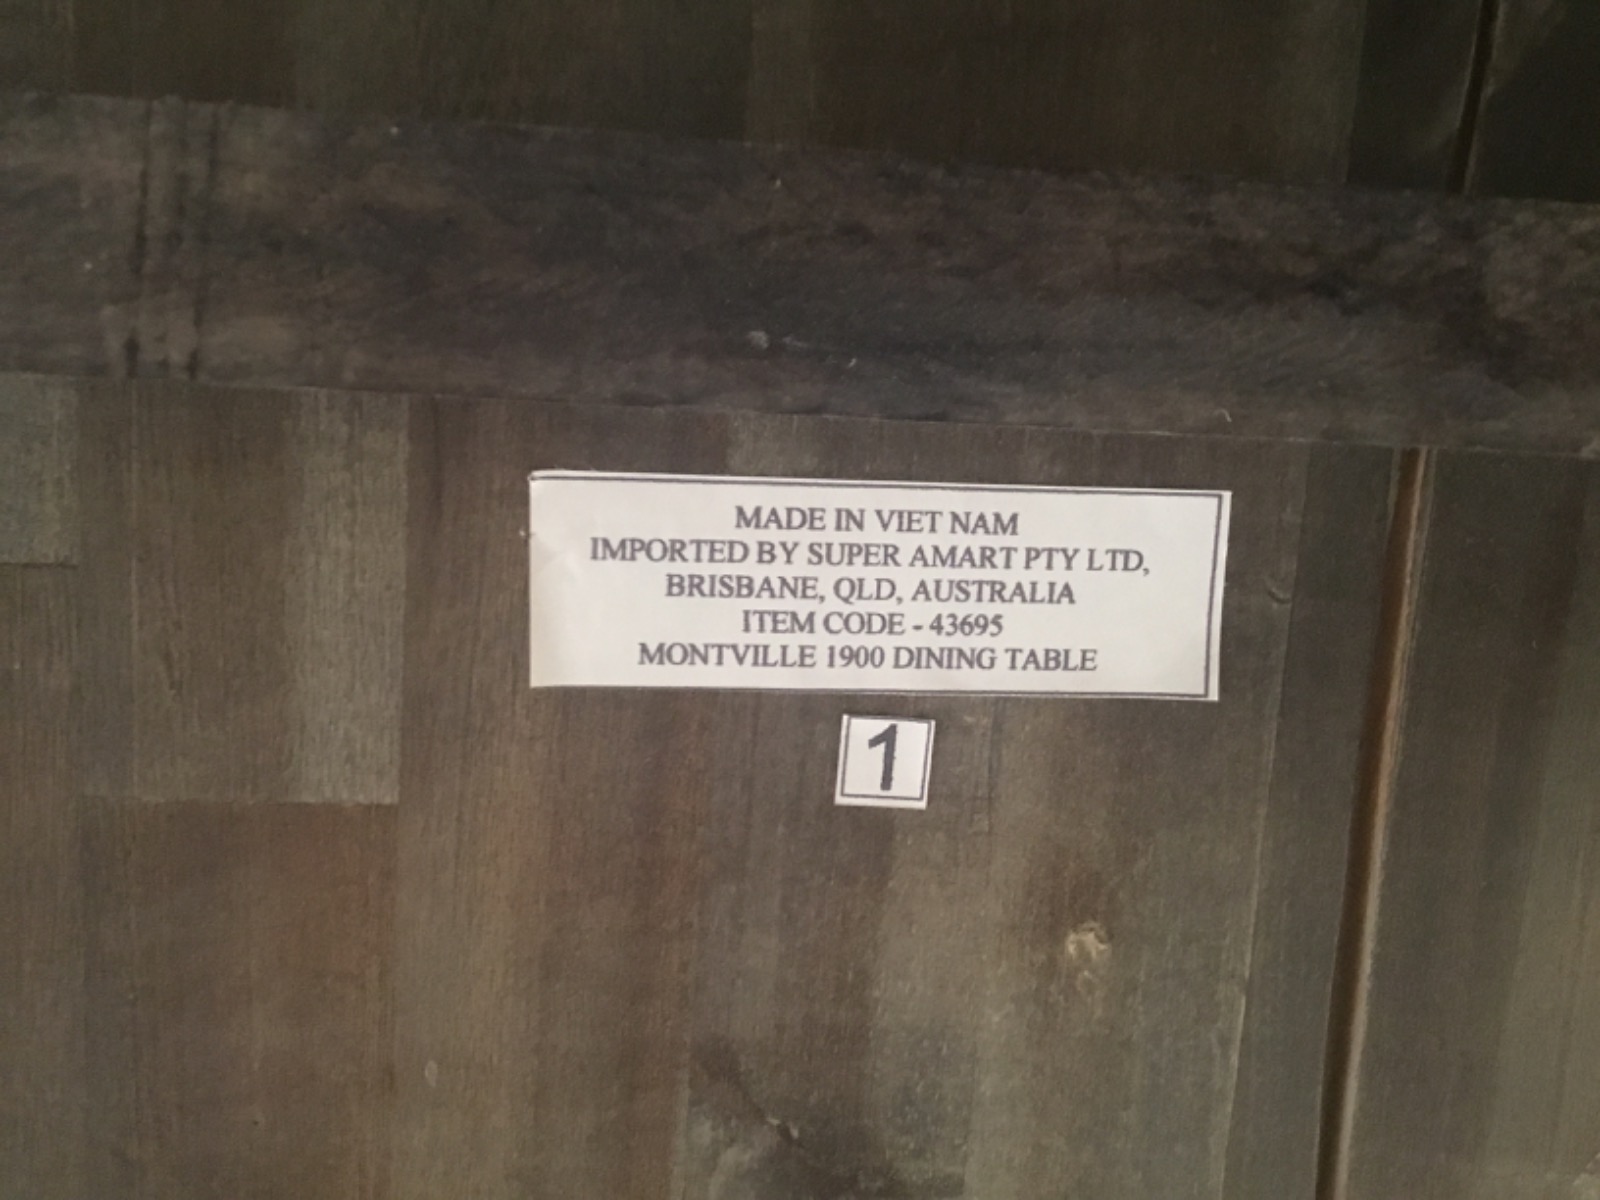 MADE IN VIET NAM
IMPORTED BY SUPER AMART PTY LTD,
BRISBANE, QLD, AUSTRALIA
ITEM CODE - 43695
MONTVILLE 1900 DINING TABLE
1